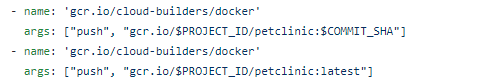 - name: 'gcr.io/cloud-builders/docker'
  args: ["push", "gcr.io/$PROJECT_ID/petclinic:$COMMIT_SHA"]
- name: 'gcr.io/cloud-builders/docker'
  args: ["push", "gcr.io/$PROJECT_ID/petclinic:latest"]